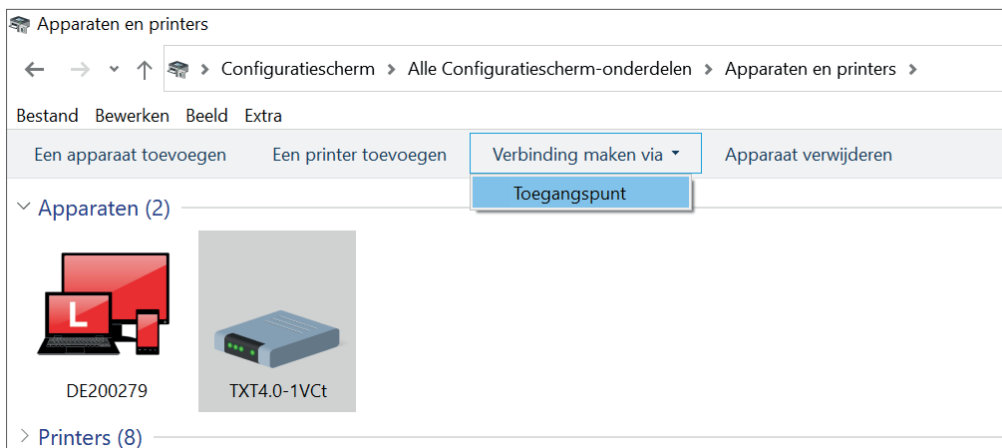 Apparaten en printers
Configuratiescherm > Alle Configuratiescherm-onderdelen > Apparaten en printers >
Bestand Bewerken Beeld Extra
Een apparaat toevoegen Een printer toevoegen Verbinding maken via Apparaat verwijderen
Toegangspunt
Apparaten (2)
L
DE200279 TXT4.0-1VCt
Printers (8)